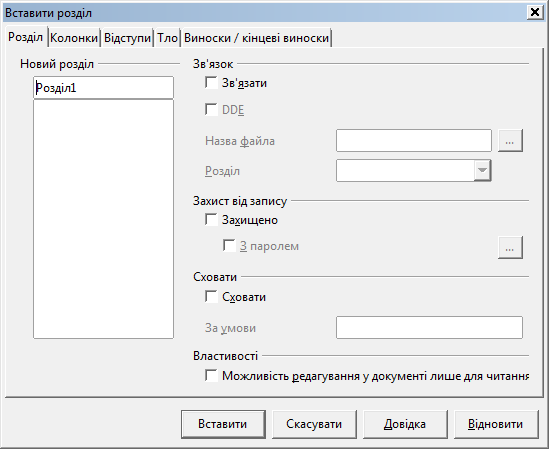 Вставити розділ
Розділ Колонки Відступи Тло Виноски / кінцеві виноски
Новий розділ
Розділ1
Зв'язок
Зв'язати
DDE
Назва файла ...
Розділ
Захист від запису
Захищено
З паролем ...
Сховати
Сховати
За умови
Властивості
Можливість редагування у документі лише для читання
Вставити Скасувати Довідка Відновити